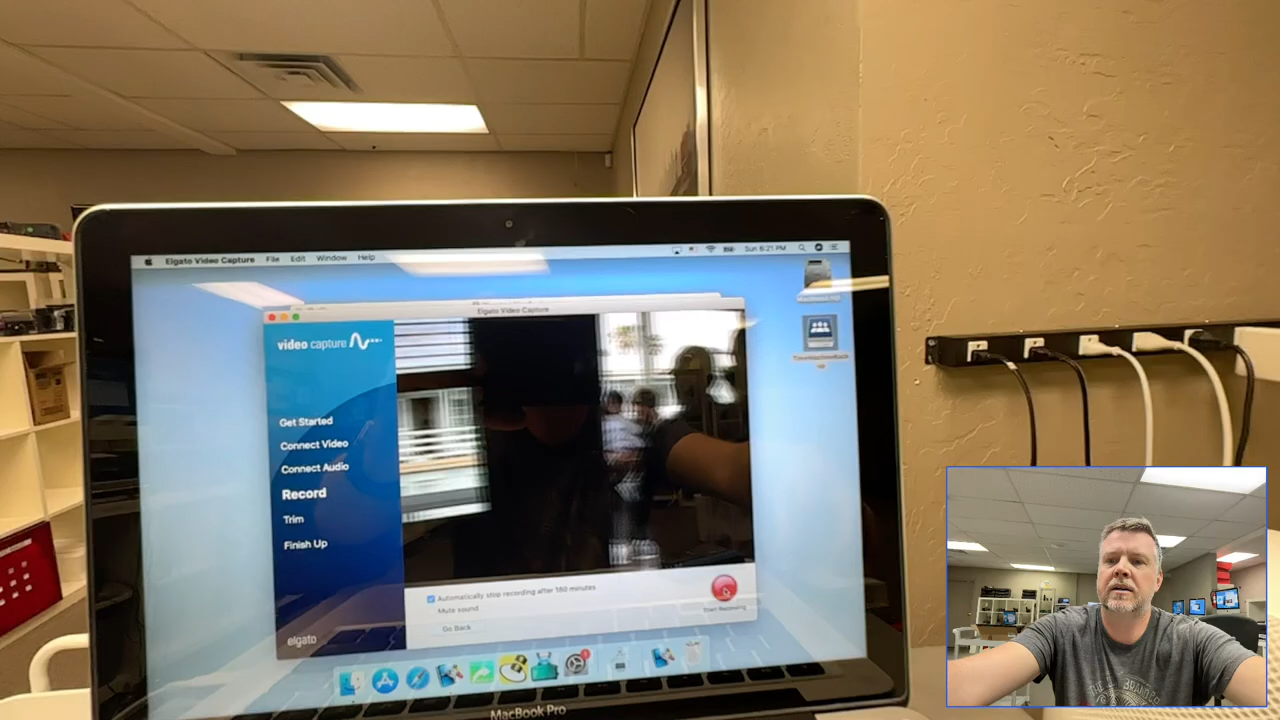 Elgato Video Capture File Edit Window Help Sun 6:21 PM
Elgato Video Capture
video capture
Get Started
Connect Video
Connect Audio
Record
Trim
Finish Up
elgato
Automatically stop recording after 180 minutes
Mute sound
Go Back
Start Recording
MacBook Pro